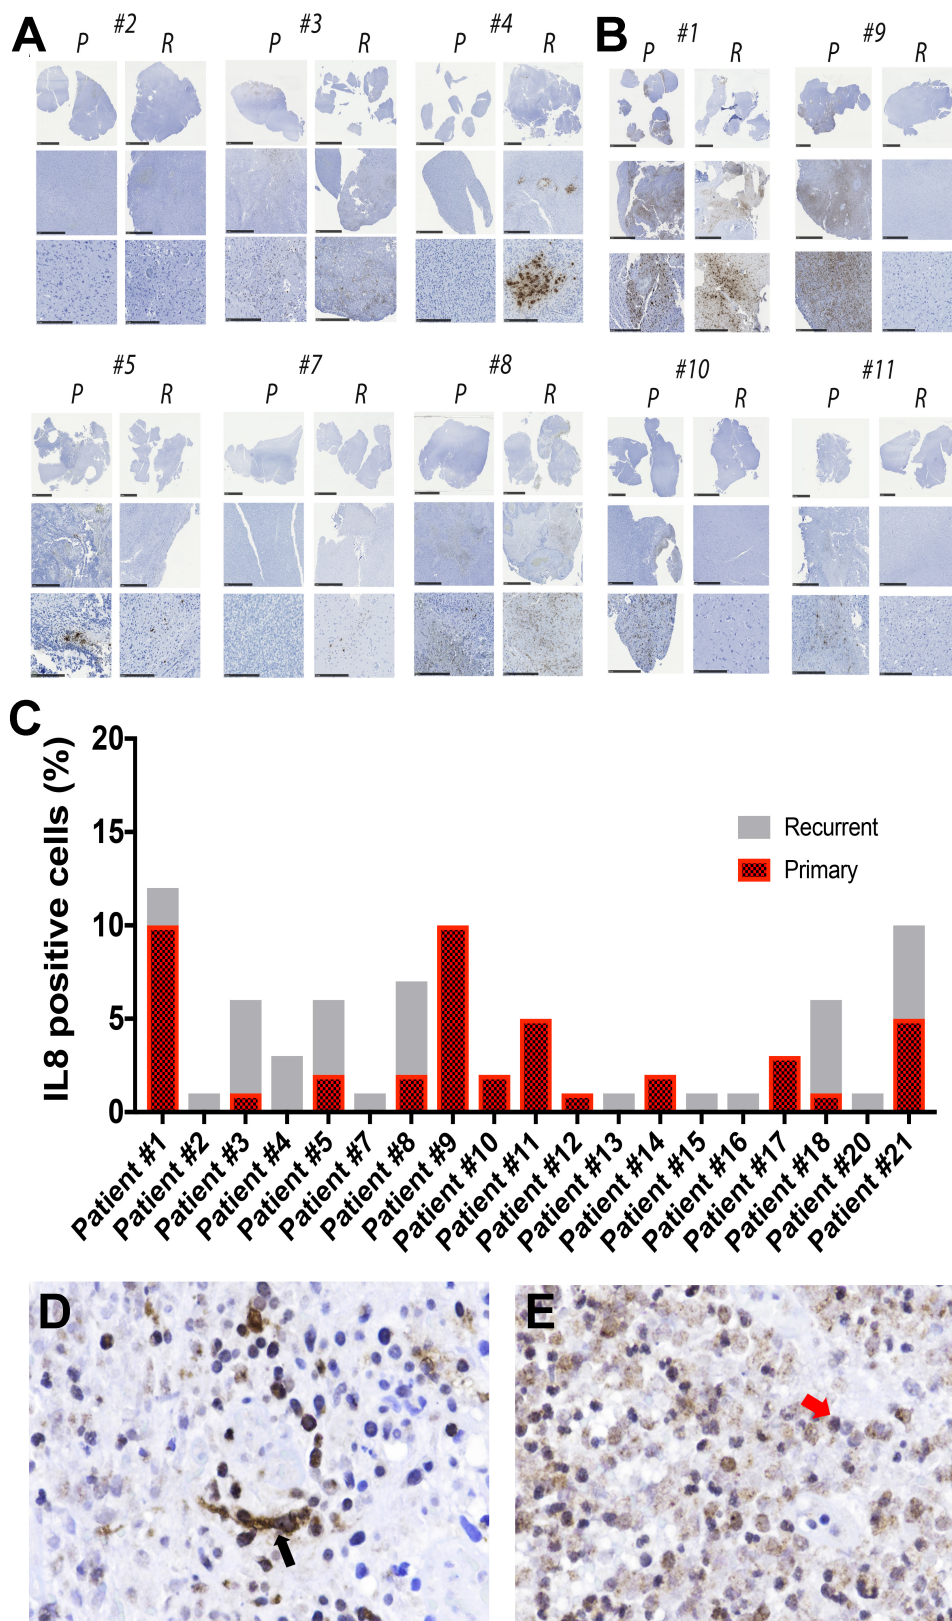 A
#2
#3
#4
P R
P R
P R
B
#1
#9
P R
P R
#5
#7
#8
P R
P R
P R
#10
#11
P R
P R
C
IL8 positive cells (%)
20
15
10
5
0
Recurrent
Primary
Patient #1
Patient #2
Patient #3
Patient #4
Patient #5
Patient #7
Patient #8
Patient #9
Patient #10
Patient #11
Patient #12
Patient #13
Patient #14
Patient #15
Patient #16
Patient #17
Patient #18
Patient #20
Patient #21
D
E